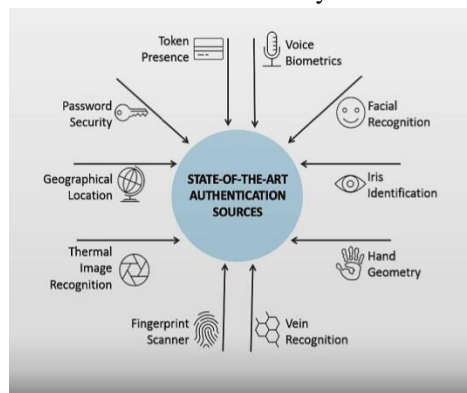 Token
Presence
Voice
Biometrics
Password
Security
Facial
Recognition
Geographical
Location
STATE-OF-THE-ART
AUTHENTICATION
SOURCES
Iris
Identification
Thermal
Image
Recognition
Hand
Geometry
Fingerprint
Scanner
Vein
Recognition